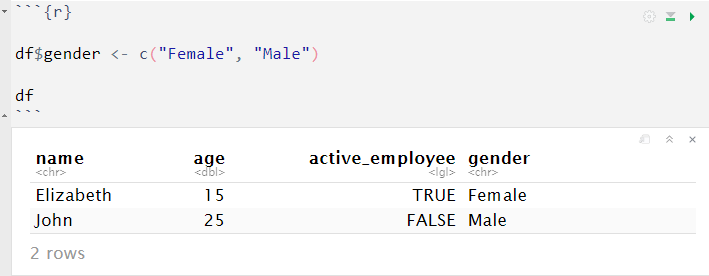 ```{r}
df$gender <- c("Female", "Male")
df
```
name age active_employee gender
<chr> <dbl> <lgl> <chr>
Elizabeth 15 TRUE Female
John 25 FALSE Male
2 rows